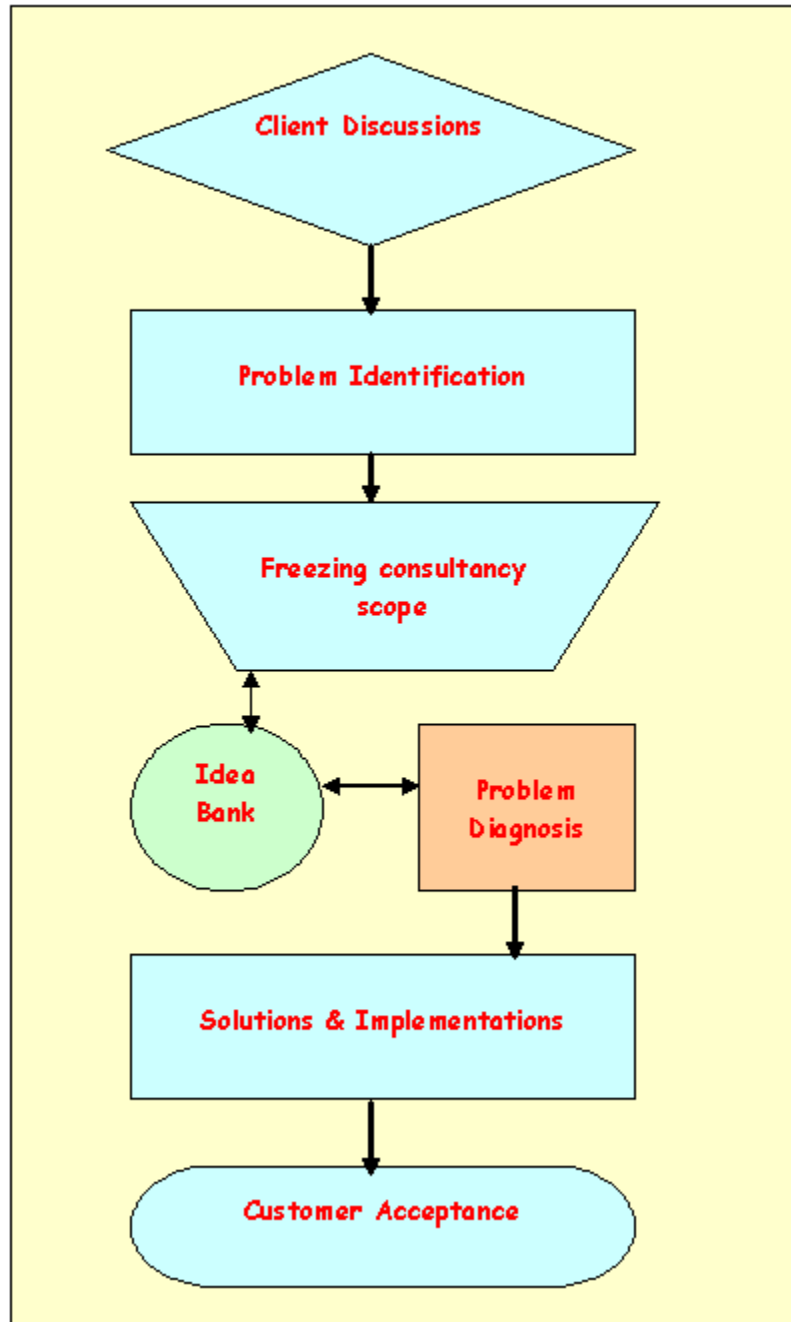 Client Discussions
Problem Identification
Freezing consultancy
scope
Idea
Bank
Problem
Diagnosis
Solutions & Implementations
Customer Acceptance